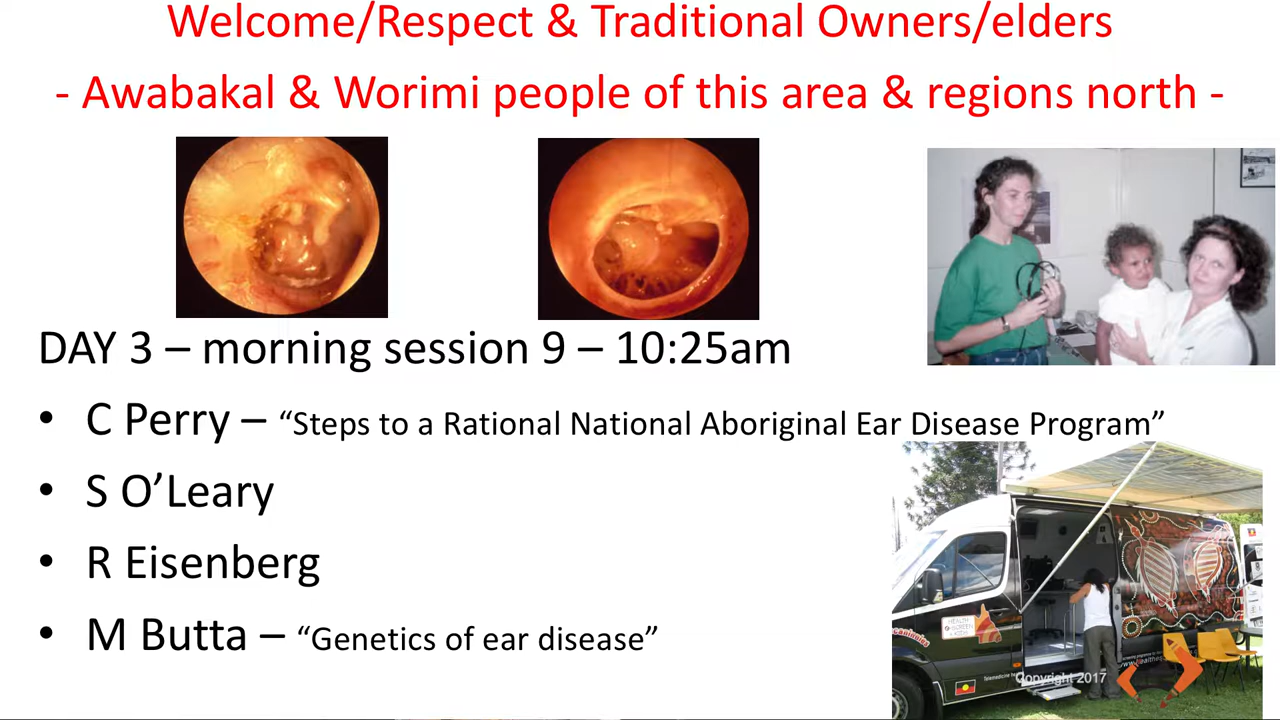 Welcome/Respect & Traditional Owners/elders
- Awabakal & Worimi people of this area & regions north -
DAY 3 – morning session 9 – 10:25am
• C Perry – “Steps to a Rational National Aboriginal Ear Disease Program”
• S O’Leary
• R Eisenberg
• M Butta – “Genetics of ear disease”
HEALTH
SCREEN
Copyright 2017